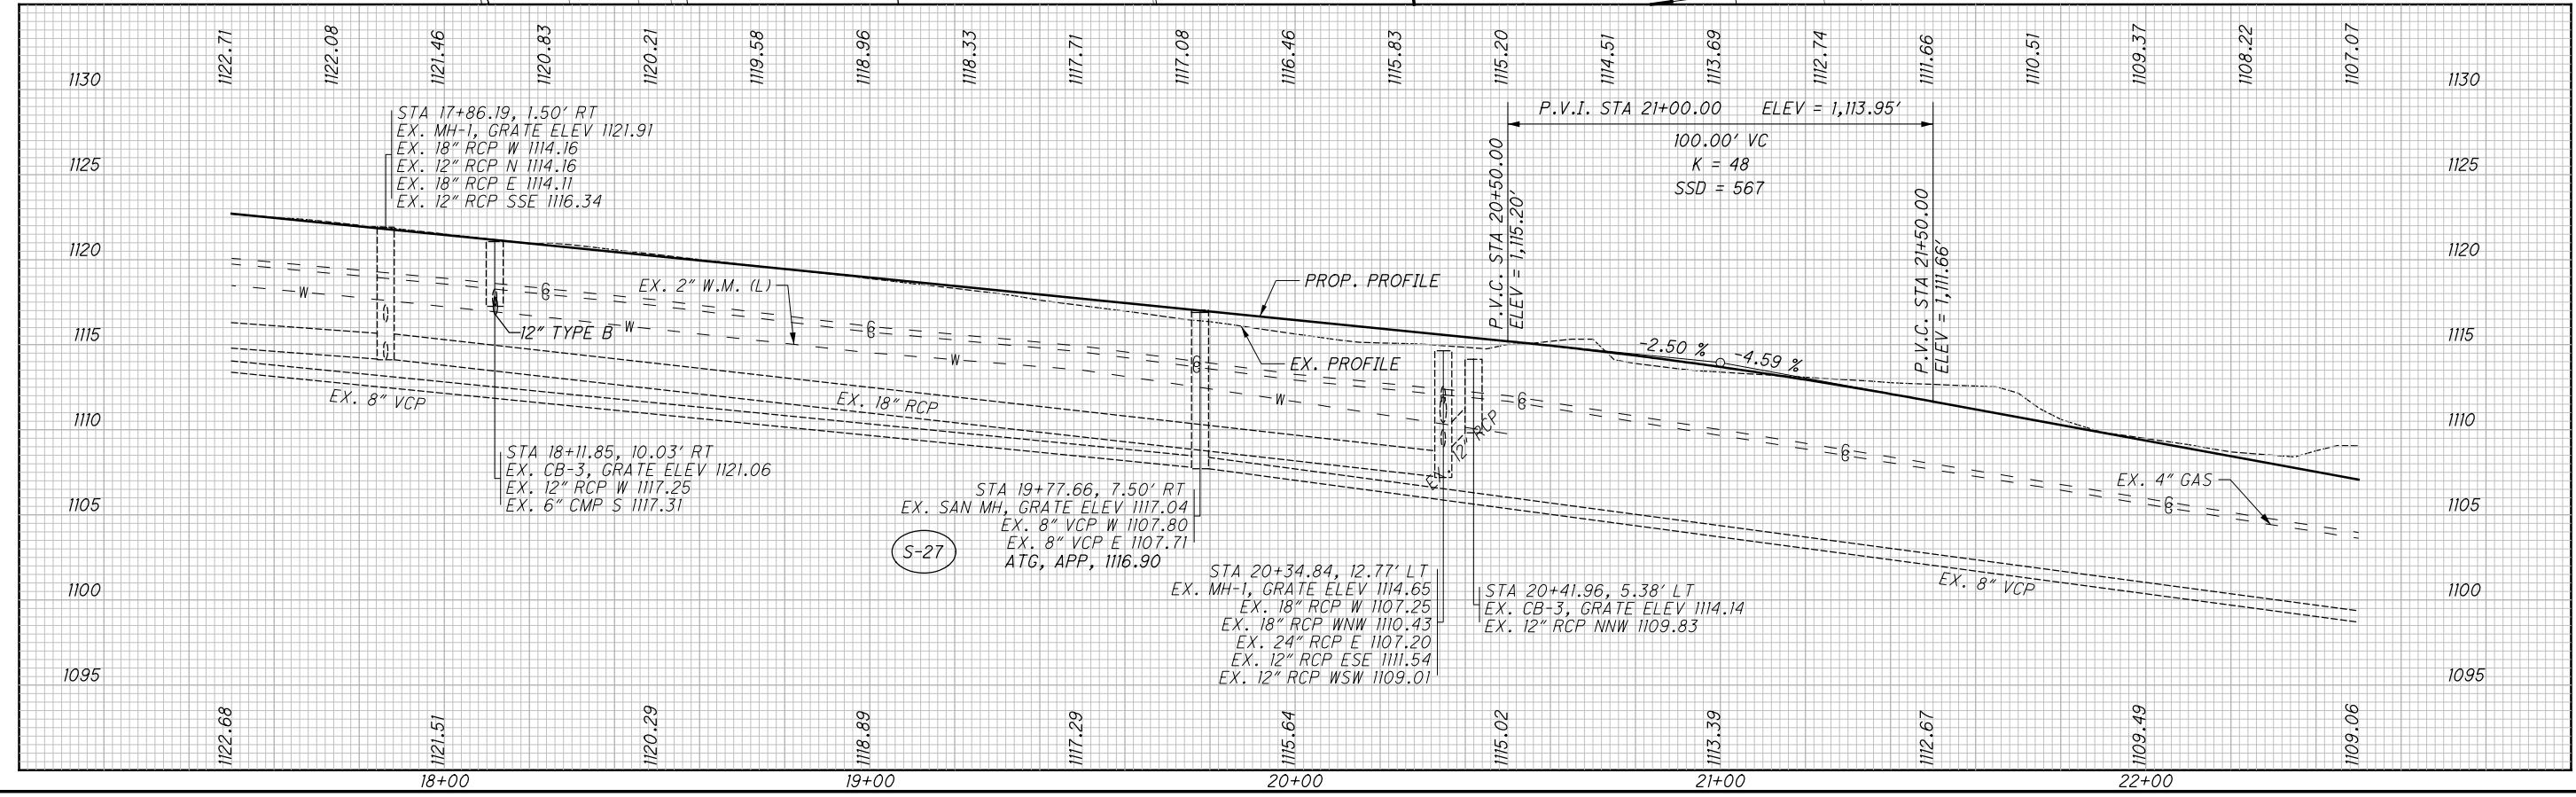 1122.71 1122.08 1121.46 1120.83 1120.21 1119.58 1118.96 1118.33 1117.71 1117.08 1116.46 1115.83 1115.20 1114.51 1113.69 1112.74 1111.66 1110.51 1109.37 1108.22 1107.07
1130 1130
1125 1125
1120 1120
1115 1115
1110 1110
1105 1105
1100 1100
1095 1095
STA 17+86.19, 1.50' RT
EX. MH-1, GRATE ELEV 1121.91
EX. 18" RCP W 1114.16
EX. 12" RCP N 1114.16
EX. 18" RCP E 1114.11
EX. 12" RCP SSE 1116.34
P.V.I. STA 21+00.00 ELEV = 1,113.95'
100.00' VC
K = 48
SSD = 567
P.V.C. STA 20+50.00
ELEV = 1,115.20'
P.V.C. STA 21+50.00
ELEV = 1,111.66'
EX. 2" W.M. (L)
PROP. PROFILE
EX. PROFILE
-2.50 %
-4.59 %
12" TYPE B
W
G
G
W
G
G
W
G
G
W
G
G
G
G
G
G
EX. 8" VCP
EX. 18" RCP
EX. 12" RCP
STA 18+11.85, 10.03' RT
EX. CB-3, GRATE ELEV 1121.06
EX. 12" RCP W 1117.25
EX. 6" CMP S 1117.31
STA 19+77.66, 7.50' RT
EX. SAN MH, GRATE ELEV 1117.04
EX. 8" VCP W 1107.80
EX. 8" VCP E 1107.71
ATG, APP, 1116.90
S-27
STA 20+34.84, 12.77' LT
EX. MH-1, GRATE ELEV 1114.65
EX. 18" RCP W 1107.25
EX. 18" RCP WNW 1110.43
EX. 24" RCP E 1107.20
EX. 12" RCP ESE 1111.54
EX. 12" RCP WSW 1109.01
STA 20+41.96, 5.38' LT
EX. CB-3, GRATE ELEV 1114.14
EX. 12" RCP NNW 1109.83
EX. 4" GAS
EX. 8" VCP
1122.68 1121.51 1120.29 1118.89 1117.29 1115.64 1115.02 1113.39 1112.67 1109.49 1109.06
18+00 19+00 20+00 21+00 22+00